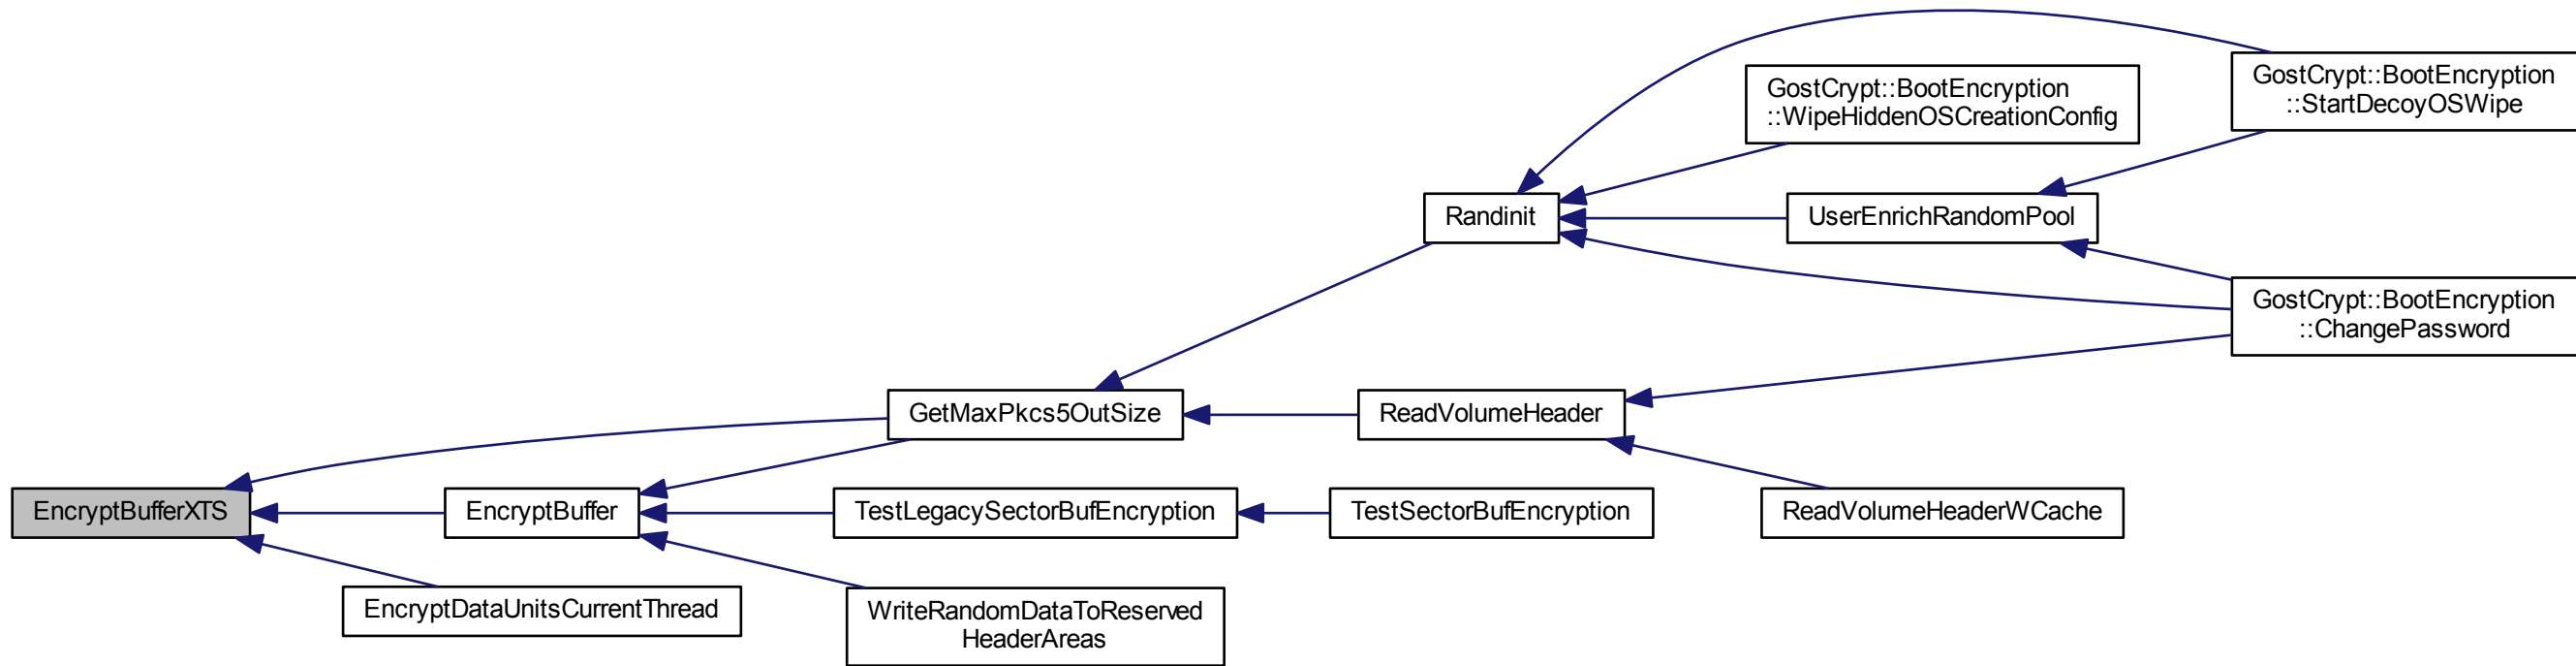 GostCrypt::BootEncryption
::StartDecoyOSWipe
GostCrypt::BootEncryption
::WipeHiddenOSCreationConfig
Randinit
UserEnrichRandomPool
GostCrypt::BootEncryption
::ChangePassword
GetMaxPkcs5OutSize
ReadVolumeHeader
EncryptBufferXTS
EncryptBuffer
TestLegacySectorBufEncryption
TestSectorBufEncryption
ReadVolumeHeaderWCache
EncryptDataUnitsCurrentThread
WriteRandomDataToReserved
HeaderAreas